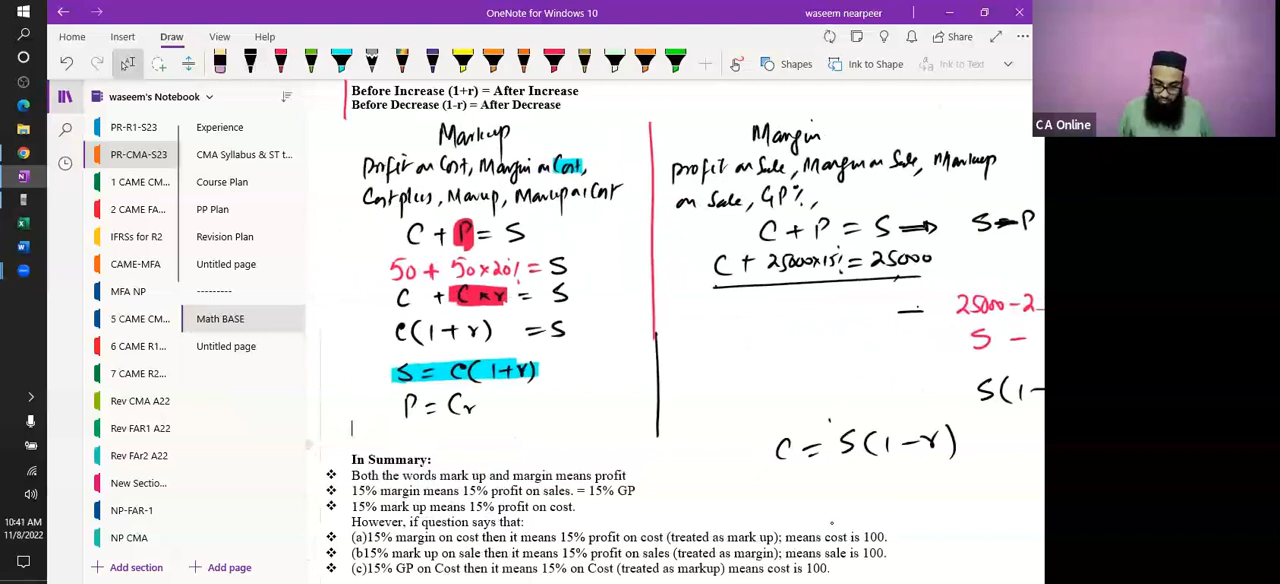 OneNote for Windows 10
waseem nearpeer
Home Insert Draw View Help
Share
Shapes
Ink to Shape
Ink to Text
waseem's Notebook
PR-R1-S23
PR-CMA-S23
1 CAME CM...
2 CAME FA...
IFRSs for R2
CAME-MFA
MFA NP
5 CAME CM...
6 CAME R1...
7 CAME R2...
Rev CMA A22
Rev FAR1 A22
Rev FAr2 A22
New Sectio...
NP-FAR-1
NP CMA
Add section
Experience
CMA Syllabus & ST t...
Course Plan
PP Plan
Revision Plan
Untitled page
---------
Math BASE
Untitled page
Add page
Before Increase (1+r) = After Increase
Before Decrease (1-r) = After Decrease
Markup
Profit on Cost, Margin on Cost,
Cost plus, Markup, Markup on Cost
C + P = S
50 + 50x20% = S
C + C x r = S
C(1+r) = S
S = C(1+r)
P = Cr
Margin
profit on Sale, Margin on Sale, Markup
on Sale, GP%,
C + P = S ⟹ S-P
C + 25000x15% = 25000
25000-2
S -
S(1-
C = S(1-r)
In Summary:
❖ Both the words mark up and margin means profit
❖ 15% margin means 15% profit on sales. = 15% GP
❖ 15% mark up means 15% profit on cost.
However, if question says that:
❖ (a)15% margin on cost then it means 15% profit on cost (treated as mark up); means cost is 100.
❖ (b)15% mark up on sale then it means 15% profit on sales (treated as margin); means sale is 100.
❖ (c)15% GP on Cost then it means 15% on Cost (treated as markup) means cost is 100.
C A Online
10:41 AM
11/8/2022